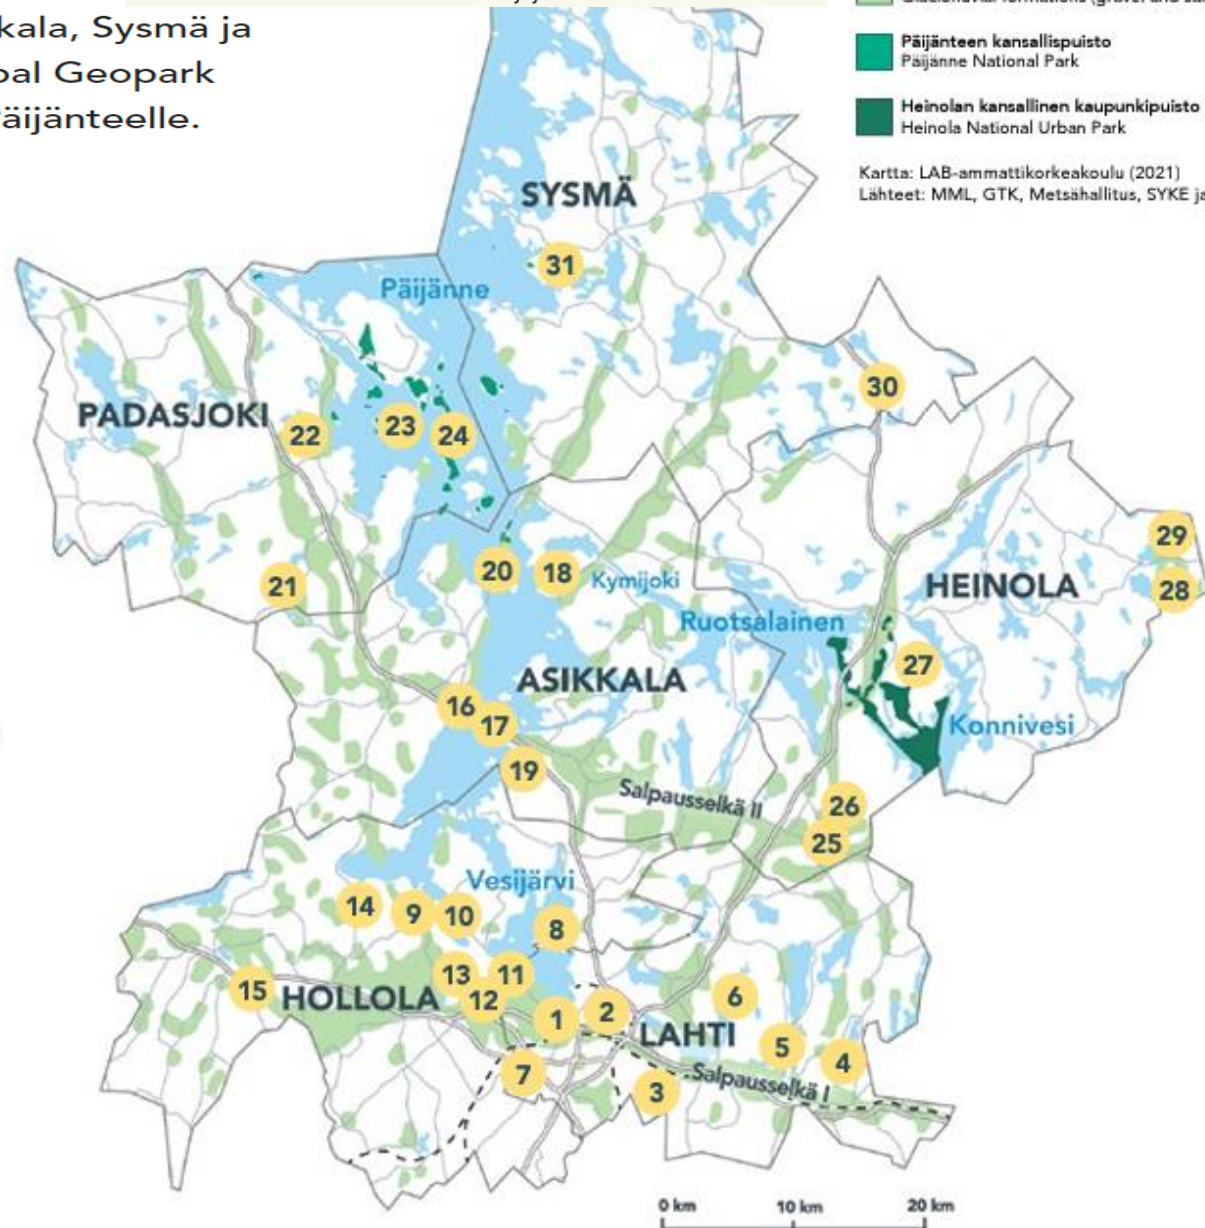 kala, Sysmä ja
bal Geopark
äijänteelle.
Päijänteen kansallispuisto
Päijänne National Park
Heinolan kansallinen kaupunkipuisto
Heinola National Urban Park
Kartta: LAB-ammattikorkeakoulu (2021)
Lähteet: MML, GTK, Metsähallitus, SYKE ja
SYSMÄ
31
Päijänne
30
PADASJOKI
22
23
24
29
20
18
Kymijoki
21
HEINOLA
28
Ruotsalainen
27
ASIKKALA
16
17
Konnivesi
19
Salpausselkä II
26
25
Vesijärvi
14
9
10
8
13
11
15
HOLLOLA
12
6
1
2
LAHTI
5
4
7
3
Salpausselkä I
0 km 10 km 20 km